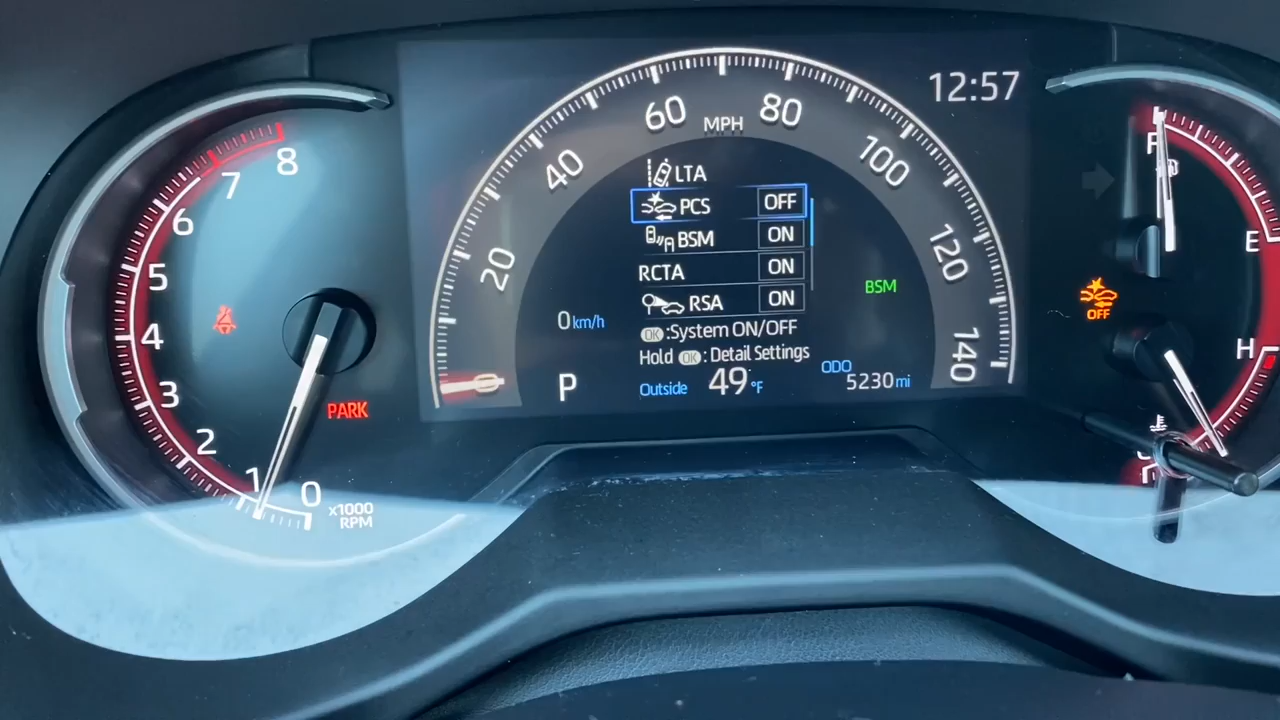 8
7
6
5
4
3
2
1
0
x1000
RPM
PARK
0
20
40
60
80
100
120
140
MPH
12:57
LTA
PCS OFF
BSM ON
RCTA ON
RSA ON
OK :System ON/OFF
Hold OK : Detail Settings
0 km/h
P
Outside 49 °F
BSM
ODO
5230 mi
F
E
OFF
H